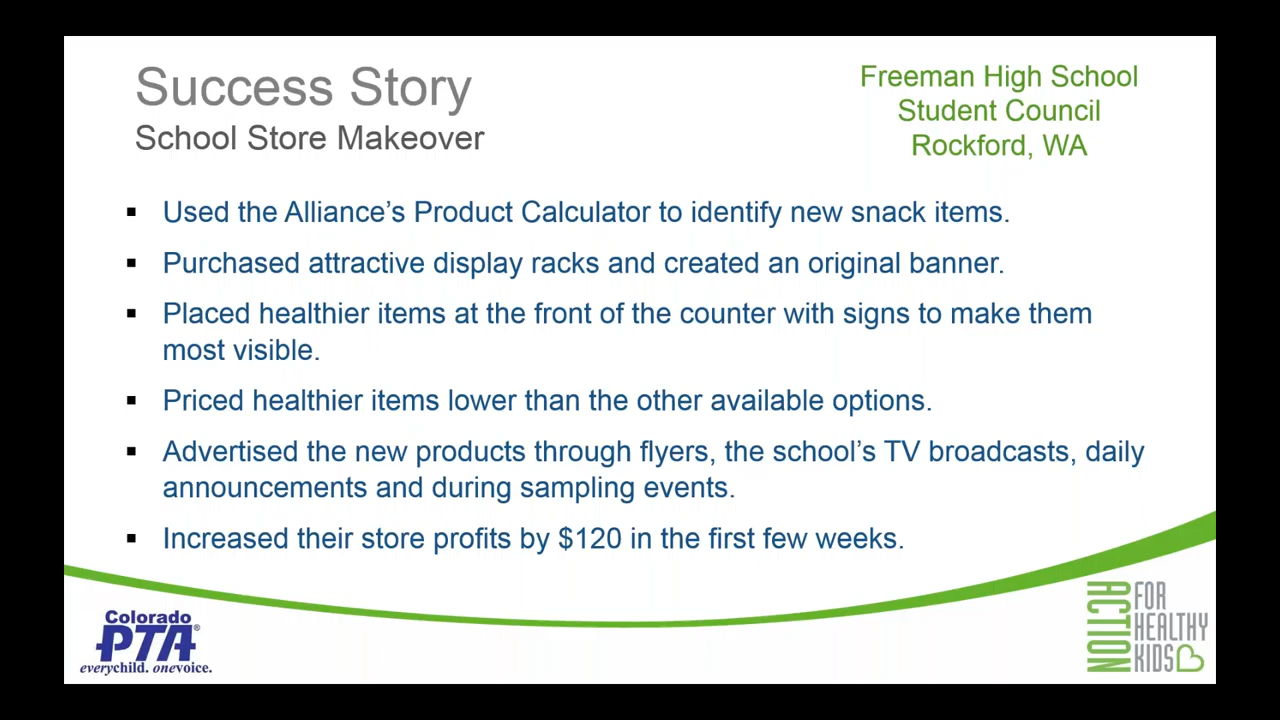 Success Story
School Store Makeover
Freeman High School
Student Council
Rockford, WA
▪ Used the Alliance’s Product Calculator to identify new snack items.
▪ Purchased attractive display racks and created an original banner.
▪ Placed healthier items at the front of the counter with signs to make them
most visible.
▪ Priced healthier items lower than the other available options.
▪ Advertised the new products through flyers, the school’s TV broadcasts, daily
announcements and during sampling events.
▪ Increased their store profits by $120 in the first few weeks.
Colorado
PTA®
everychild. onevoice.
ACTION
FOR
HEALTHY
KIDS